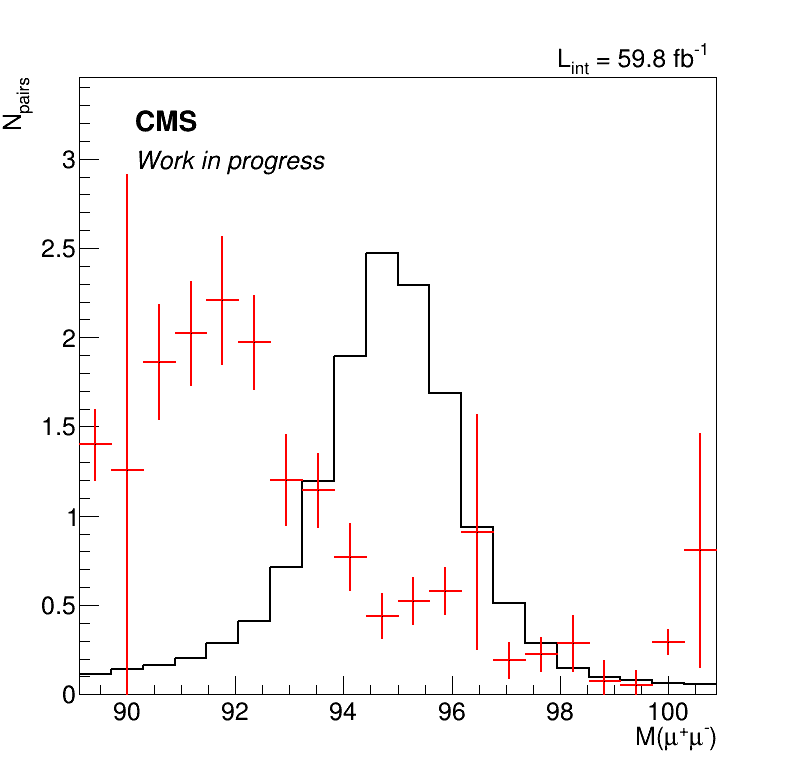 L_int = 59.8 fb^-1
N_pairs
CMS
Work in progress
3
2.5
2
1.5
1
0.5
0
90 92 94 96 98 100
M(μ⁺μ⁻)